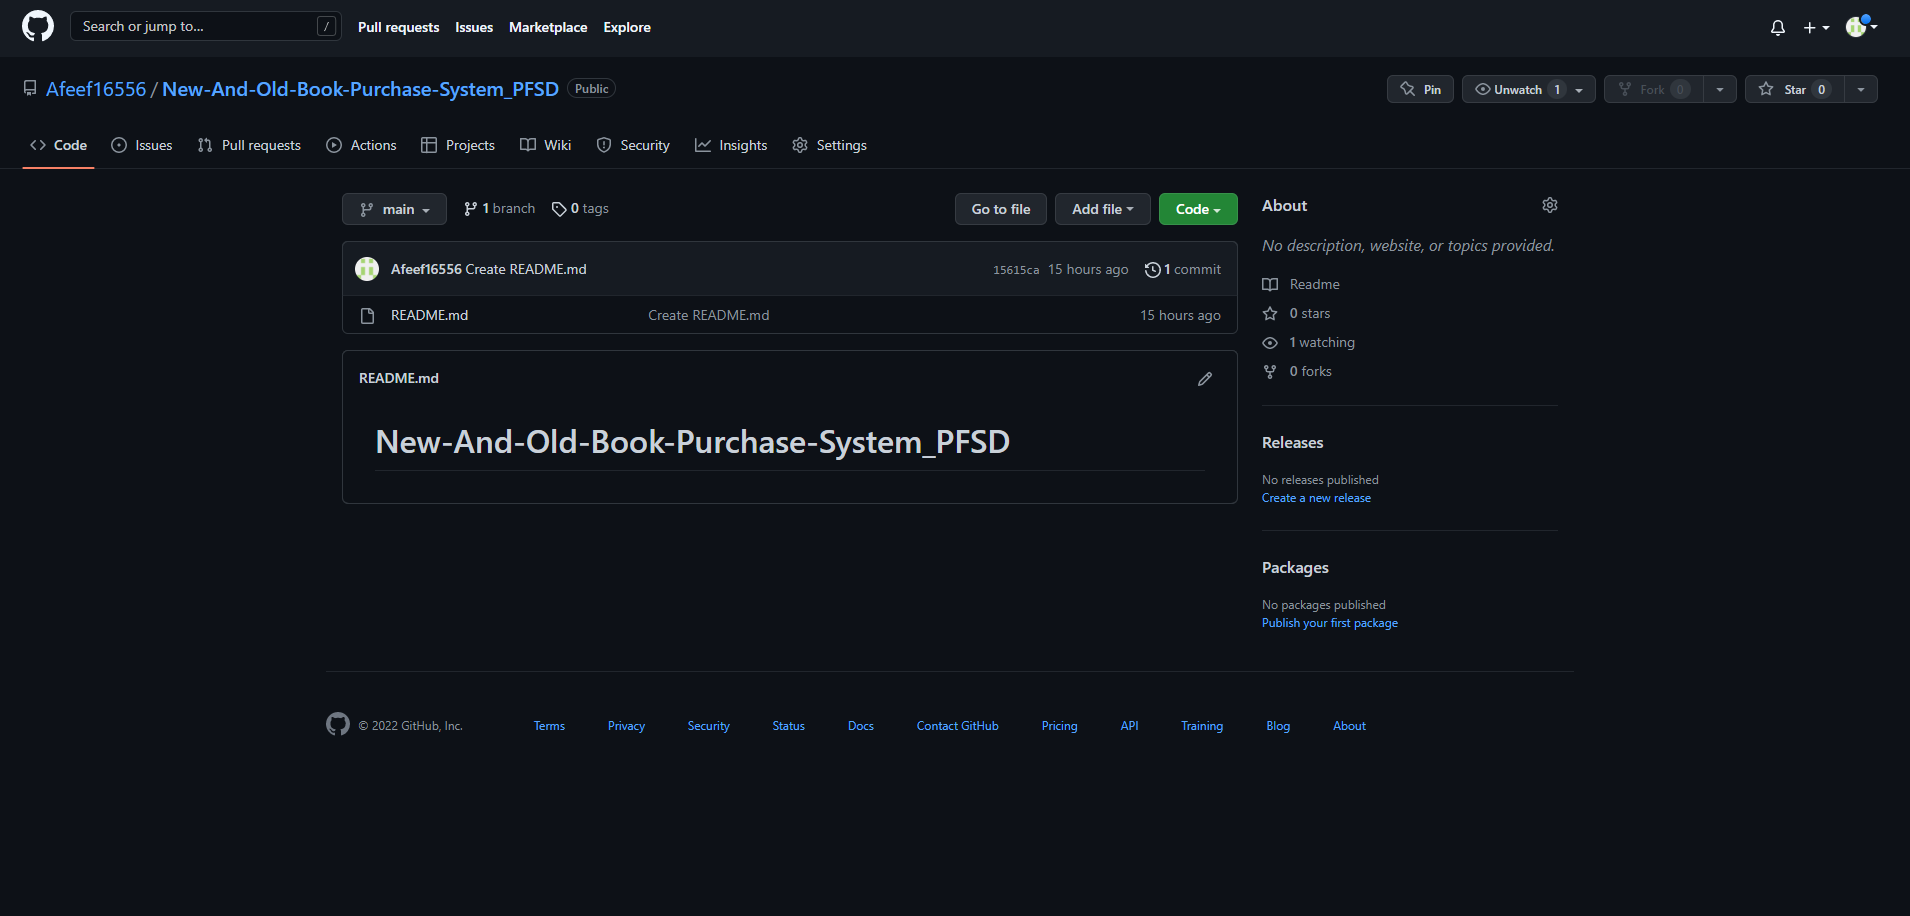 Search or jump to... /
Pull requests Issues Marketplace Explore
Afeef16556 / New-And-Old-Book-Purchase-System_PFSD Public
Pin Unwatch 1 Fork 0 Star 0
Code Issues Pull requests Actions Projects Wiki Security Insights Settings
main 1 branch 0 tags Go to file Add file Code
Afeef16556 Create README.md 15615ca 15 hours ago 1 commit
README.md Create README.md 15 hours ago
README.md
New-And-Old-Book-Purchase-System_PFSD
About
No description, website, or topics provided.
Readme
0 stars
1 watching
0 forks
Releases
No releases published
Create a new release
Packages
No packages published
Publish your first package
© 2022 GitHub, Inc. Terms Privacy Security Status Docs Contact GitHub Pricing API Training Blog About